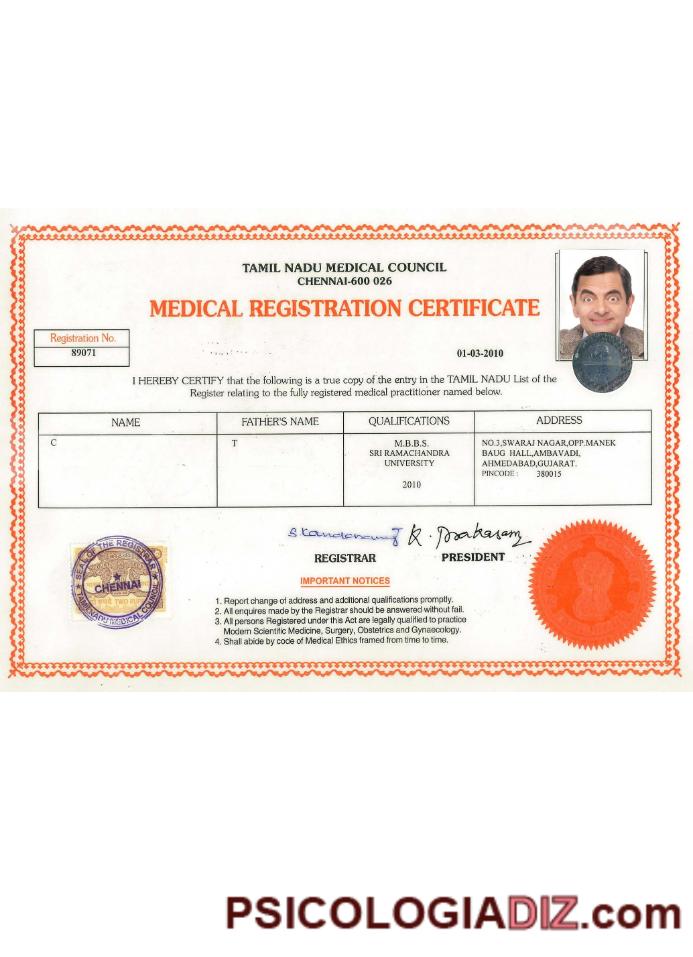 TAMIL NADU MEDICAL COUNCIL
CHENNAI-600 026
MEDICAL REGISTRATION CERTIFICATE
Registration No.
89071
01-03-2010
I HEREBY CERTIFY that the following is a true copy of the entry in the TAMIL NADU List of the
Register relating to the fully registered medical practitioner named below.
NAME FATHER'S NAME QUALIFICATIONS ADDRESS
C T M.B.B.S. NO.3,SWARAJ NAGAR,OPP.MANEK
SRI RAMACHANDRA BAUG HALL,AMBAVADI,
UNIVERSITY AHMEDABAD,GUJARAT.
PINCODE : 380015
2010
REGISTRAR PRESIDENT
SEAL OF THE REGISTRAR
CHENNAI
TAMILNADU MEDICAL COUNCIL
IMPORTANT NOTICES
1. Report change of address and additional qualifications promptly.
2. All enquires made by the Registrar should be answered without fail.
3. All persons Registered under this Act are legally qualified to practice
Modern Scientific Medicine, Surgery, Obstetrics and Gynaecology.
4. Shall abide by code of Medical Ethics framed from time to time.
PSICOLOGIADIZ.com